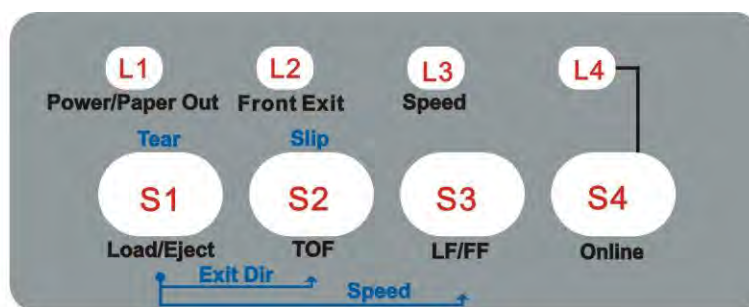 L1 L2 L3 L4
Power/Paper Out Front Exit Speed
Tear Slip
S1 S2 S3 S4
Load/Eject TOF LF/FF Online
Exit Dir
Speed